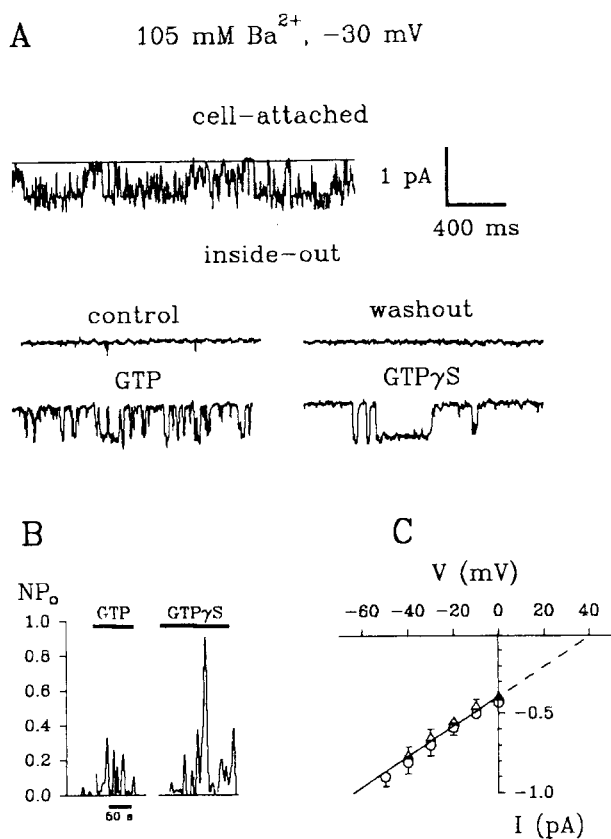 A
105 mM Ba²⁺, −30 mV
cell−attached
1 pA
400 ms
inside−out
control
washout
GTP
GTPγS
B
NPₒ
GTP
GTPγS
1.0
0.8
0.6
0.4
0.2
0.0
60 s
C
V (mV)
−60 −40 −20 0 20 40
−0.5
−1.0
I (pA)